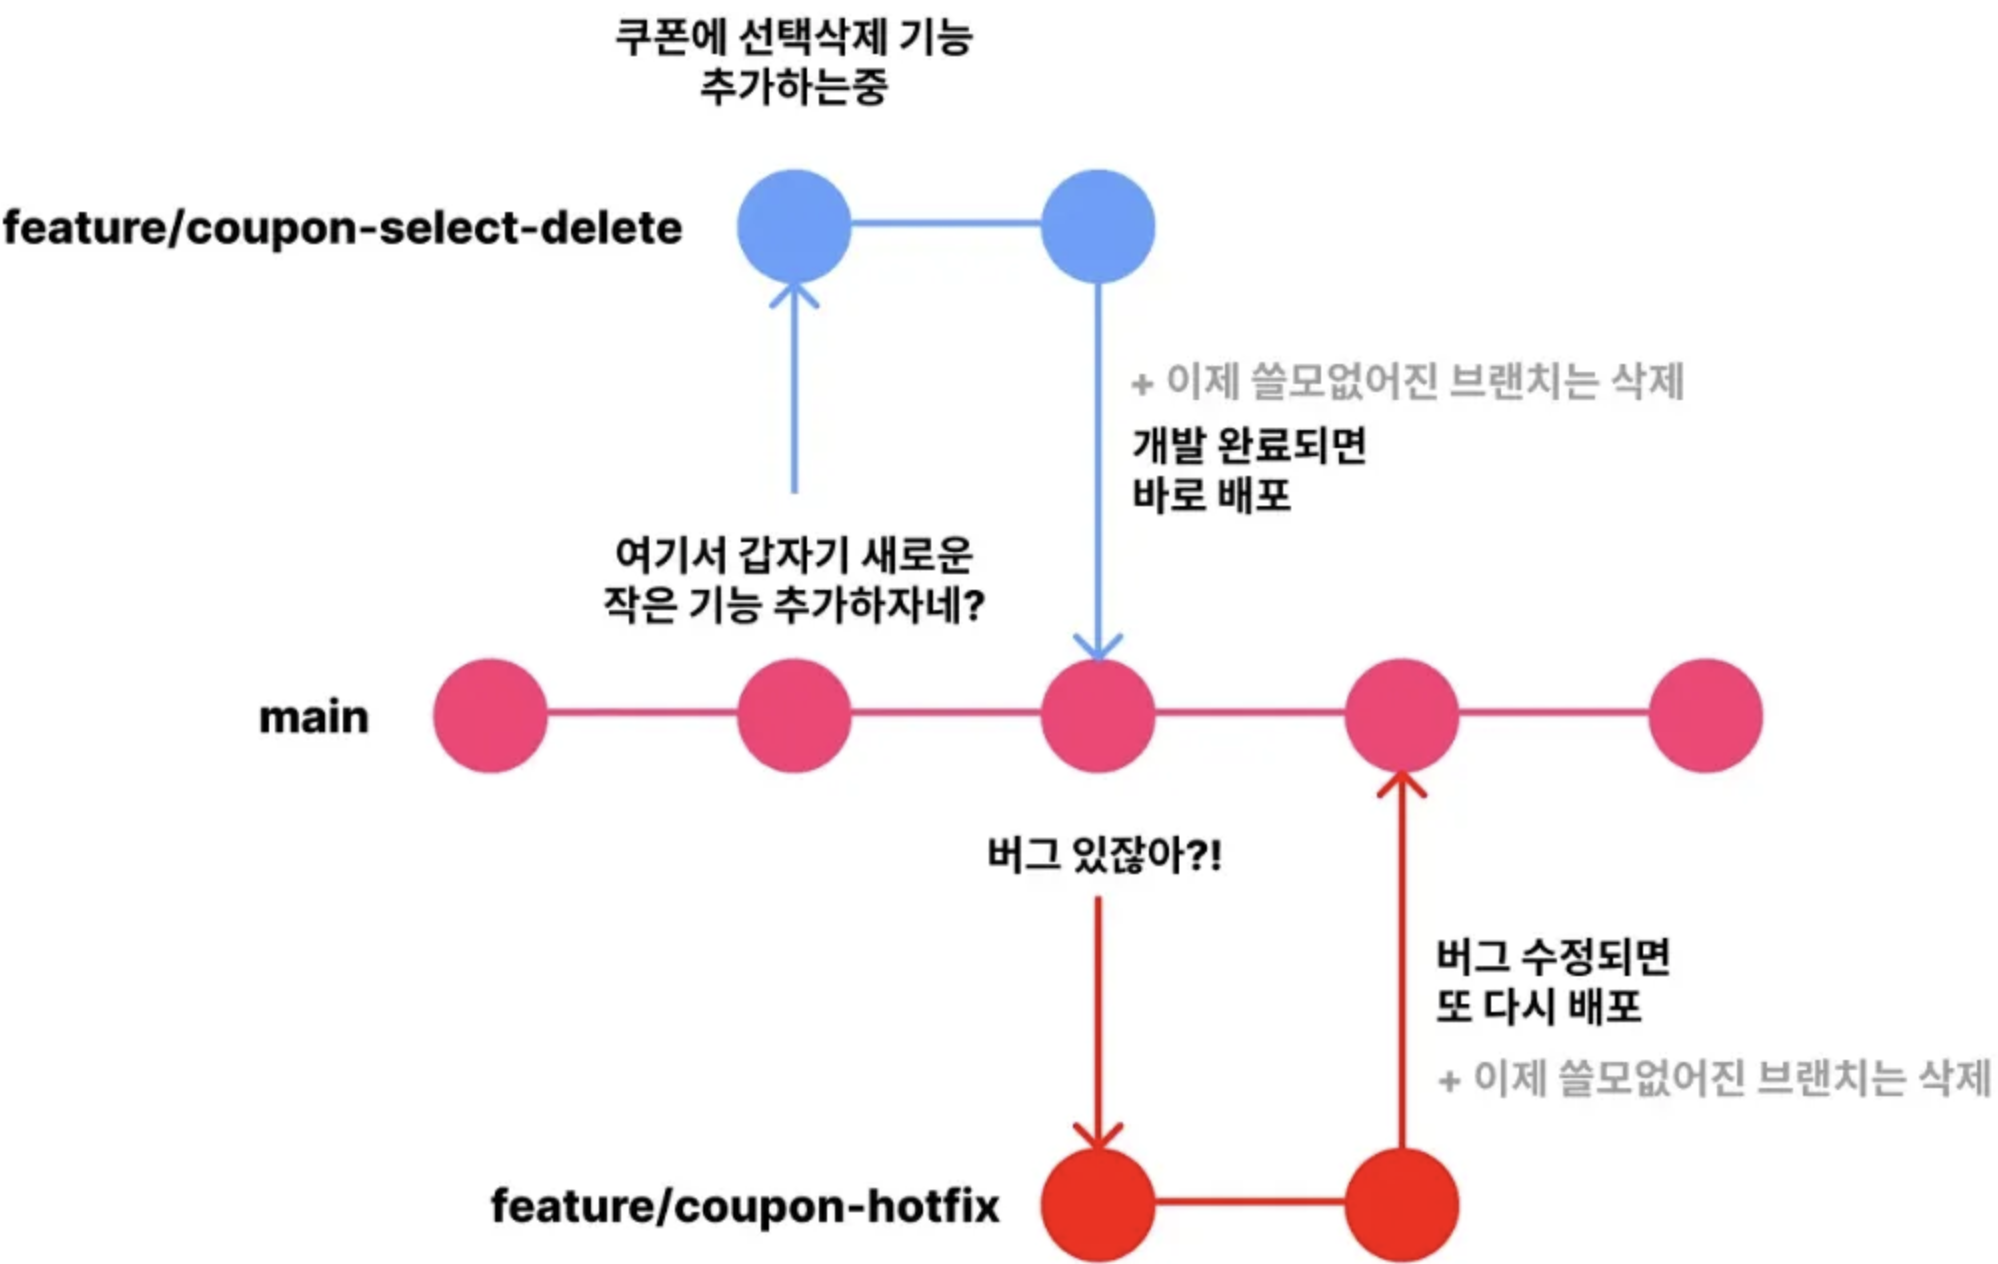 쿠폰에 선택삭제 기능
추가하는중
feature/coupon-select-delete
+ 이제 쓸모없어진 브랜치는 삭제
개발 완료되면
바로 배포
여기서 갑자기 새로운
작은 기능 추가하자네?
main
버그 있잖아?!
버그 수정되면
또 다시 배포
+ 이제 쓸모없어진 브랜치는 삭제
feature/coupon-hotfix